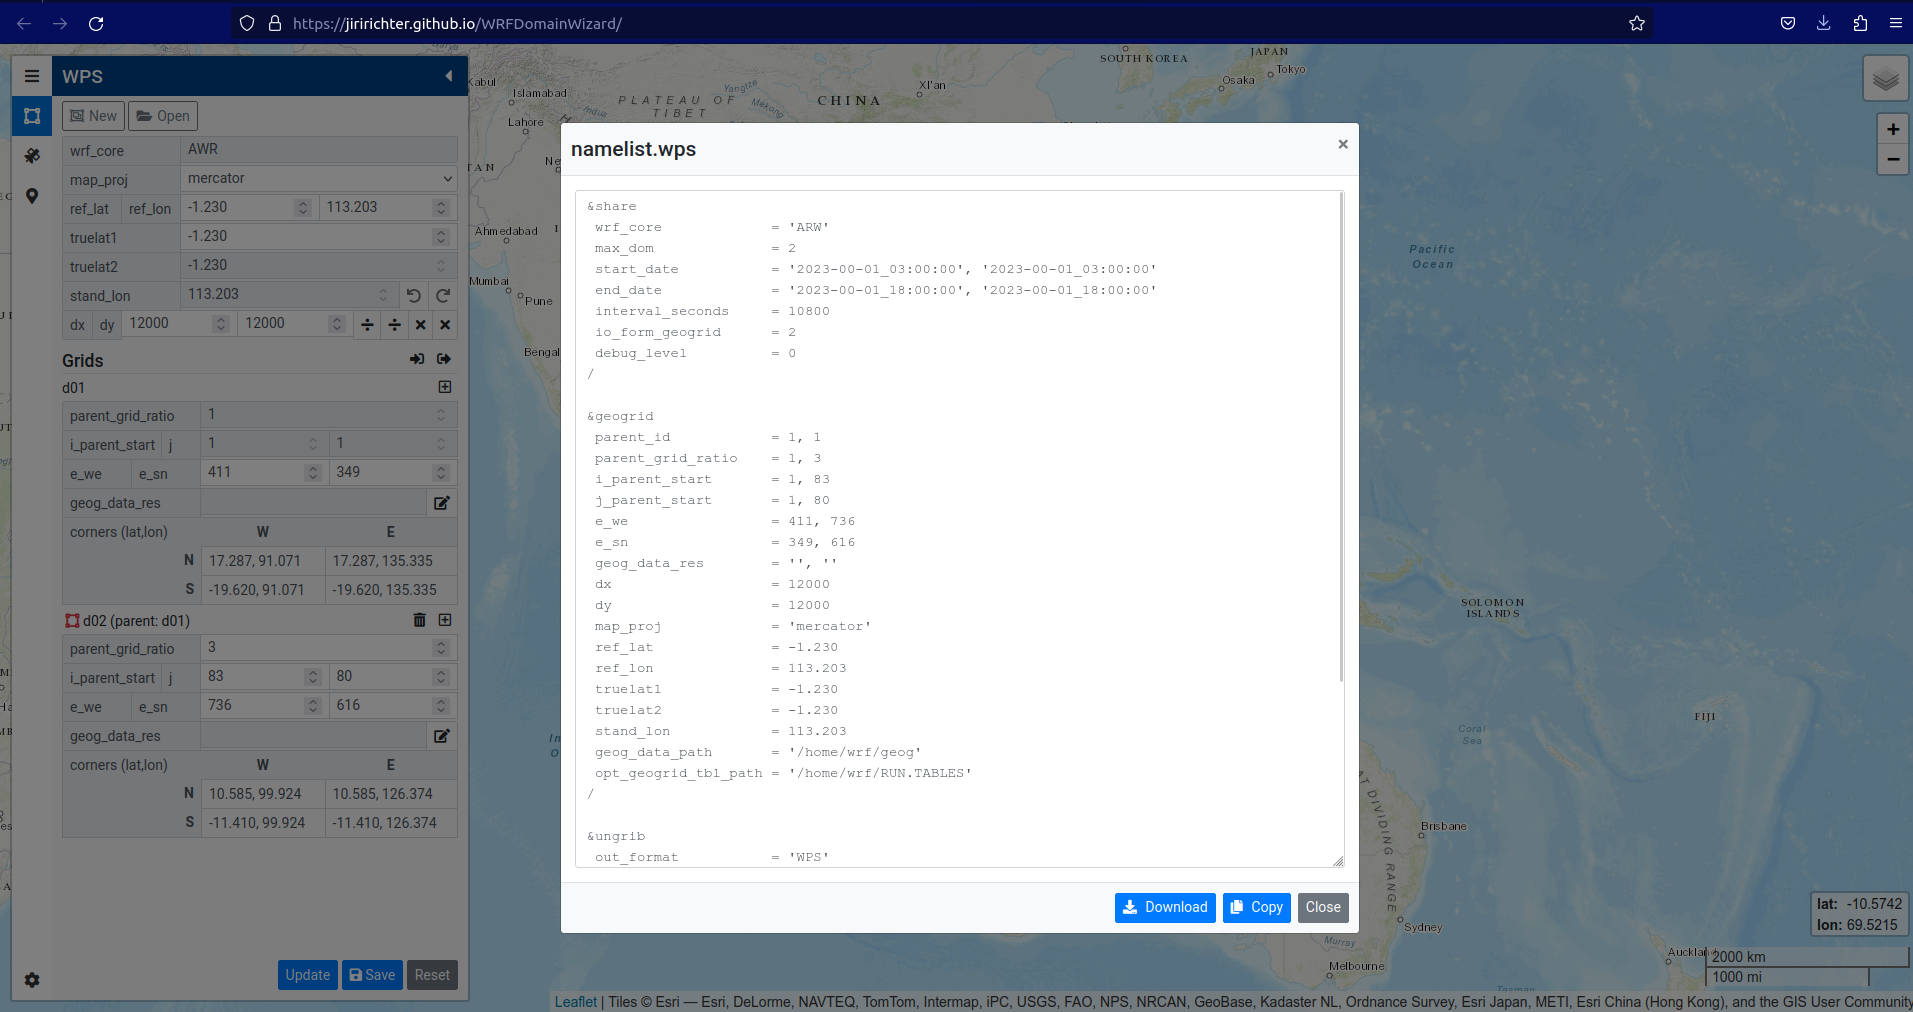 https://jiririchter.github.io/WRFDomainWizard/
WPS
New
Open
wrf_core AWR
map_proj mercator
ref_lat ref_lon -1.230 113.203
truelat1 -1.230
truelat2 -1.230
stand_lon 113.203
dx dy 12000 12000
Grids
d01
parent_grid_ratio 1
i_parent_start j 1 1
e_we e_sn 411 349
geog_data_res
corners (lat,lon) W E
N 17.287, 91.071 17.287, 135.335
S -19.620, 91.071 -19.620, 135.335
d02 (parent: d01)
parent_grid_ratio 3
i_parent_start j 83 80
e_we e_sn 736 616
geog_data_res
corners (lat,lon) W E
N 10.585, 99.924 10.585, 126.374
S -11.410, 99.924 -11.410, 126.374
Update Save Reset
namelist.wps ×
&share
wrf_core = 'ARW'
max_dom = 2
start_date = '2023-00-01_03:00:00', '2023-00-01_03:00:00'
end_date = '2023-00-01_18:00:00', '2023-00-01_18:00:00'
interval_seconds = 10800
io_form_geogrid = 2
debug_level = 0
/
&geogrid
parent_id = 1, 1
parent_grid_ratio = 1, 3
i_parent_start = 1, 83
j_parent_start = 1, 80
e_we = 411, 736
e_sn = 349, 616
geog_data_res = '', ''
dx = 12000
dy = 12000
map_proj = 'mercator'
ref_lat = -1.230
ref_lon = 113.203
truelat1 = -1.230
truelat2 = -1.230
stand_lon = 113.203
geog_data_path = '/home/wrf/geog'
opt_geogrid_tbl_path = '/home/wrf/RUN.TABLES'
/
&ungrib
out_format = 'WPS'
Download Copy Close
Kabul
Islamabad
Lahore
Indus
PLATEAU OF
TIBET
Yangtze
Mekong
CHINA
Xi'an
SOUTH KOREA
JAPAN
Osaka
Tokyo
Ne
TAN
Ahmedabad
I
Mumbai
Pune
Bengal
Pacific
Ocean
SOLOMON
ISLANDS
FIJI
Coral
Sea
In
O
AT DIVIDING RANGE
Brisbane
Sydney
Murray
Melbourne
Auckland
Tasman
+
−
lat: -10.5742
lon: 69.5215
2000 km
1000 mi
Leaflet | Tiles © Esri — Esri, DeLorme, NAVTEQ, TomTom, Intermap, iPC, USGS, FAO, NPS, NRCAN, GeoBase, Kadaster NL, Ordnance Survey, Esri Japan, METI, Esri China (Hong Kong), and the GIS User Community